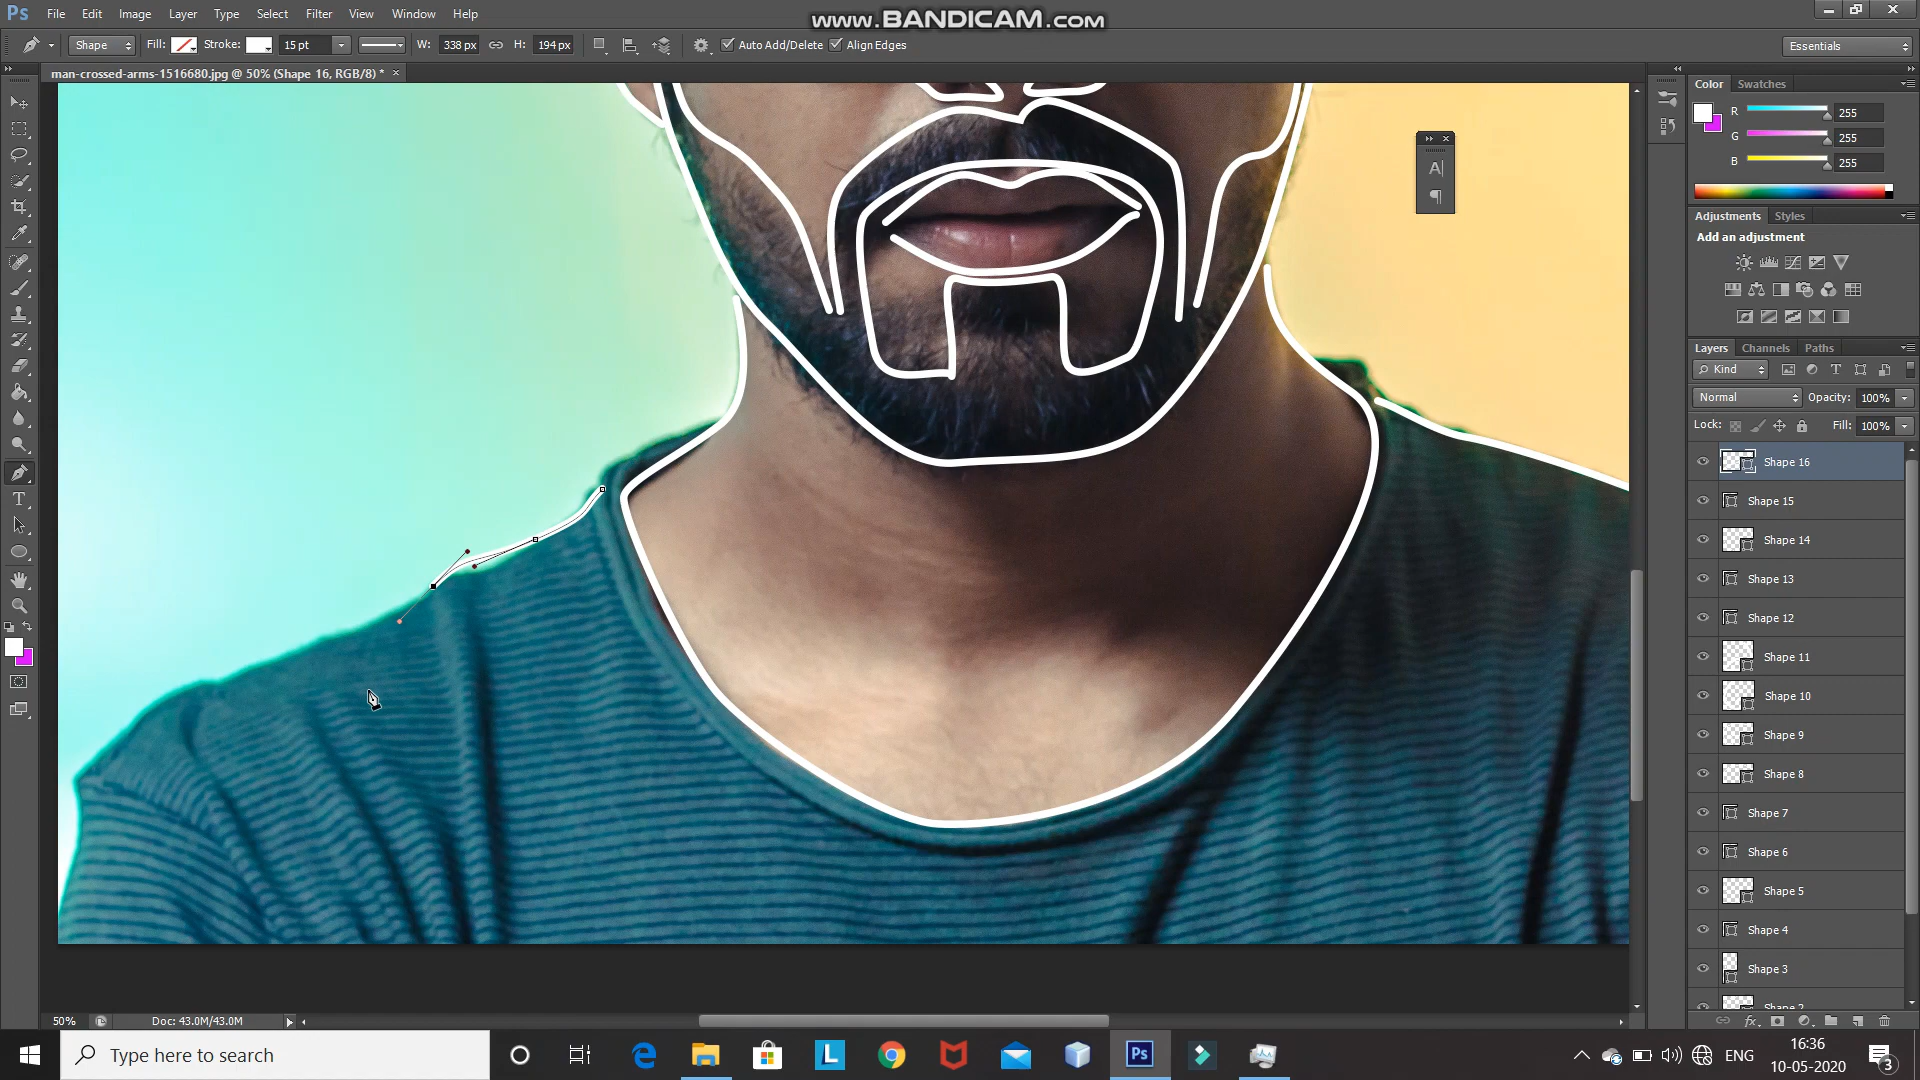 www.BANDICAM.com
Ps File Edit Image Layer Type Select Filter View Window Help
Shape Fill: Stroke: 15 pt W: 338 px H: 194 px Auto Add/Delete Align Edges Essentials
man-crossed-arms-1516680.jpg @ 50% (Shape 16, RGB/8) * ×
Color Swatches
R 255
G 255
B 255
Adjustments Styles
Add an adjustment
Layers Channels Paths
Kind
Normal Opacity: 100%
Lock: Fill: 100%
Shape 16
Shape 15
Shape 14
Shape 13
Shape 12
Shape 11
Shape 10
Shape 9
Shape 8
Shape 7
Shape 6
Shape 5
Shape 4
Shape 3
Shape 2
50% Doc: 43.0M/43.0M
Type here to search
L
Ps
ENG
16:36
10-05-2020
3